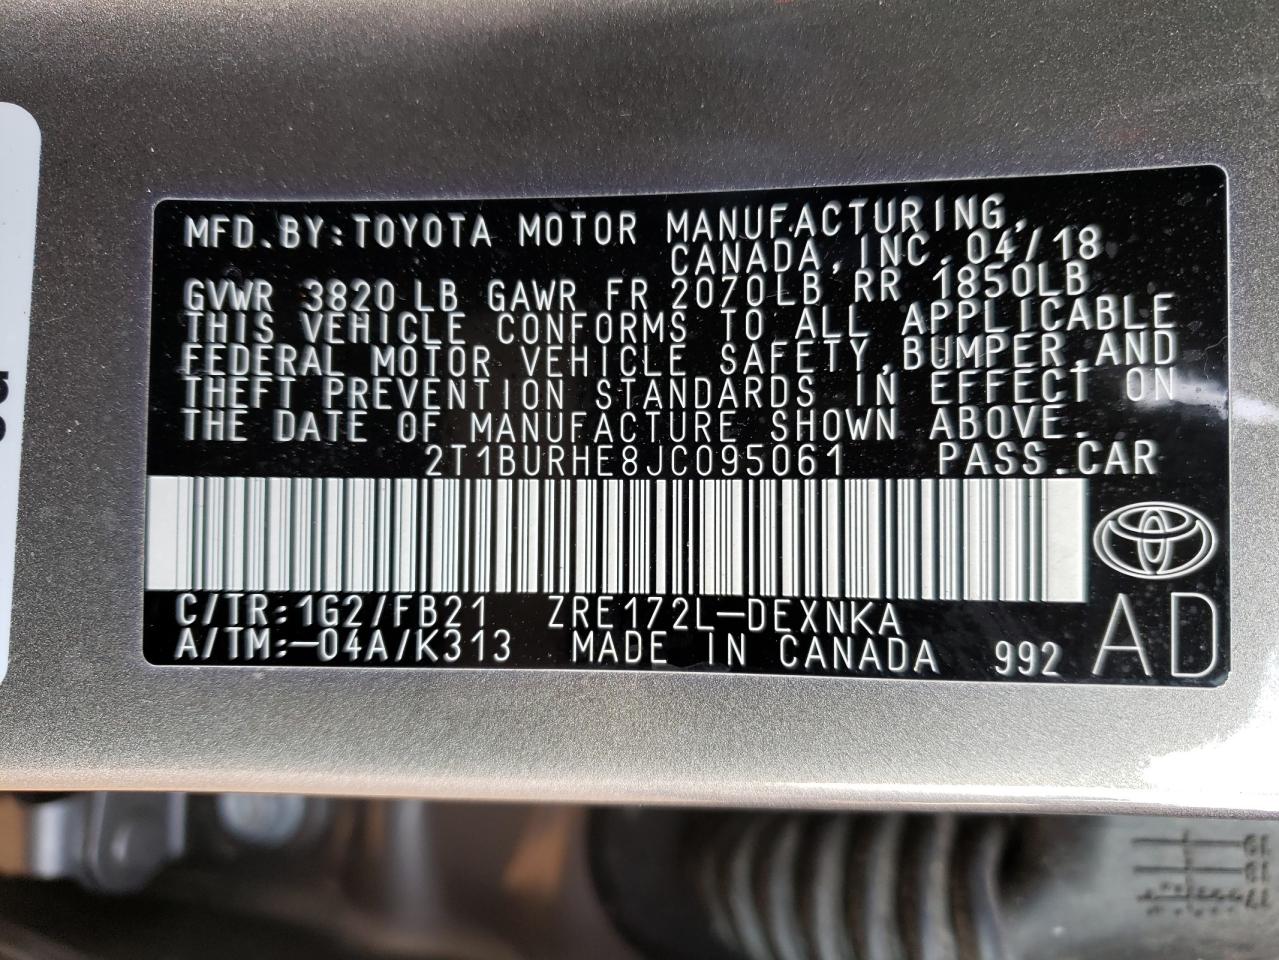 MFD.BY:TOYOTA MOTOR MANUFACTURING,
CANADA,INC.04/18
GVWR 3820LB GAWR FR 2070LB RR 1850LB
THIS VEHICLE CONFORMS TO ALL APPLICABLE
FEDERAL MOTOR VEHICLE SAFETY,BUMPER,AND
THEFT PREVENTION STANDARDS IN EFFECT ON
THE DATE OF MANUFACTURE SHOWN ABOVE.
2T1BURHE8JC095061 PASS.CAR
C/TR:1G2/FB21 ZRE172L-DEXNKA
A/TM:-04A/K313 MADE IN CANADA 992 AD